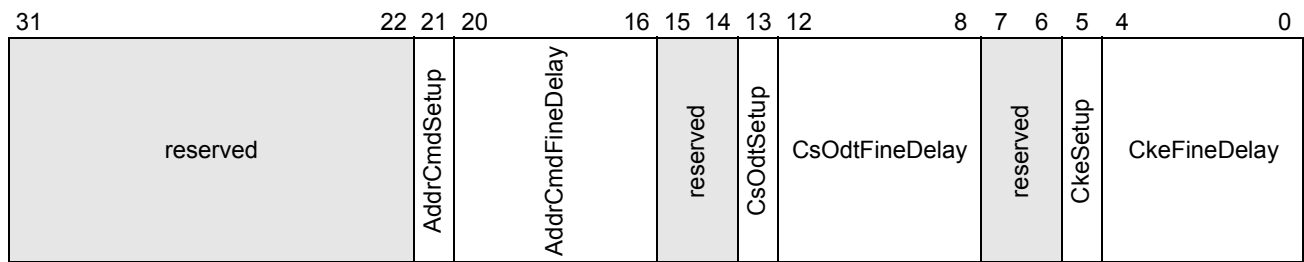 31 22 21 20 16 15 14 13 12 8 7 6 5 4 0
reserved
AddrCmdSetup
AddrCmdFineDelay
reserved
CsOdtSetup
CsOdtFineDelay
reserved
CkeSetup
CkeFineDelay